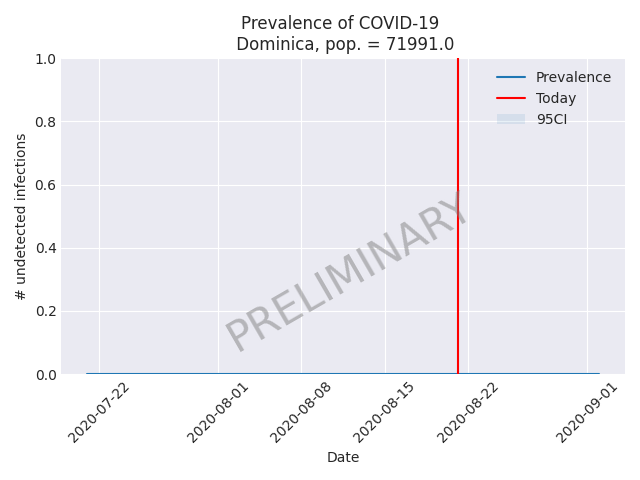 Prevalence of COVID-19
Dominica, pop. = 71991.0
1.0
0.8
0.6
0.4
0.2
0.0
# undetected infections
Prevalence
Today
95CI
PRELIMINARY
2020-07-22
2020-08-01
2020-08-08
2020-08-15
2020-08-22
2020-09-01
Date